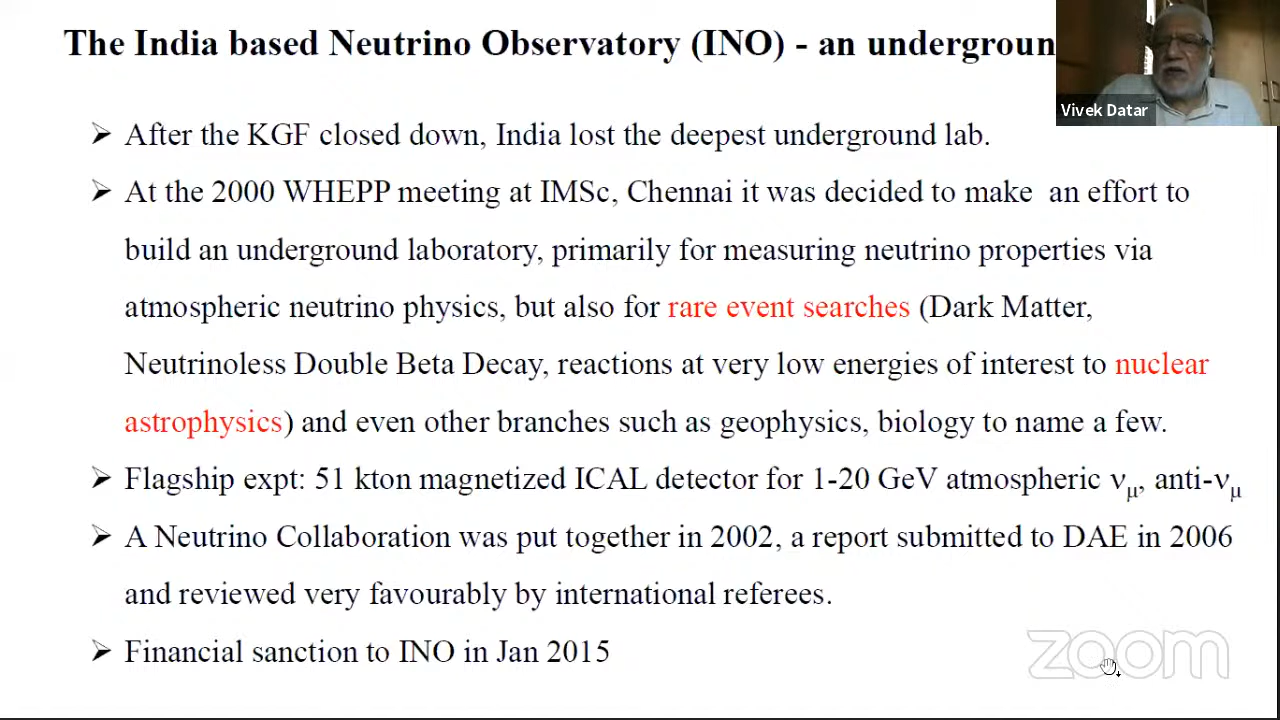 The India based Neutrino Observatory (INO) - an undergroun
Vivek Datar
➢ After the KGF closed down, India lost the deepest underground lab.
➢ At the 2000 WHEPP meeting at IMSc, Chennai it was decided to make an effort to
build an underground laboratory, primarily for measuring neutrino properties via
atmospheric neutrino physics, but also for rare event searches (Dark Matter,
Neutrinoless Double Beta Decay, reactions at very low energies of interest to nuclear
astrophysics) and even other branches such as geophysics, biology to name a few.
➢ Flagship expt: 51 kton magnetized ICAL detector for 1-20 GeV atmospheric νμ, anti-νμ
➢ A Neutrino Collaboration was put together in 2002, a report submitted to DAE in 2006
and reviewed very favourably by international referees.
➢ Financial sanction to INO in Jan 2015
zoom